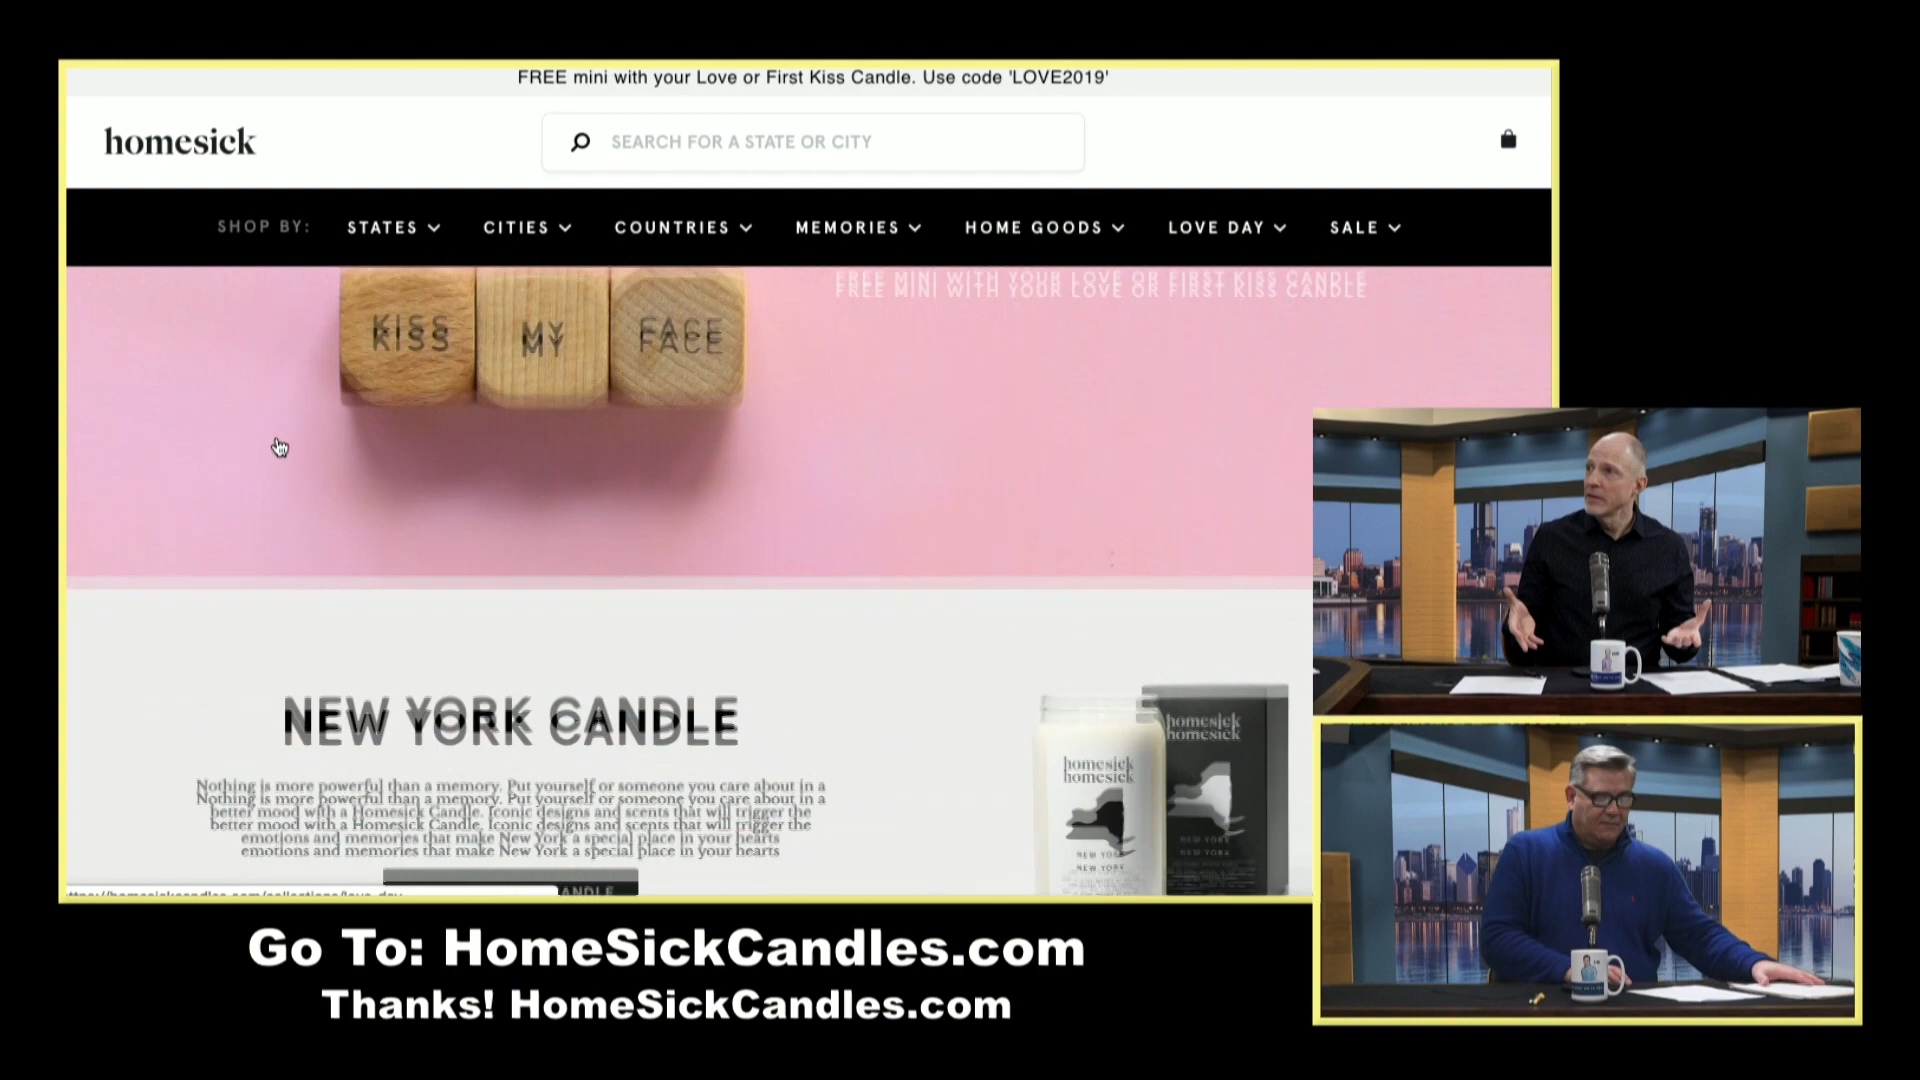 FREE mini with your Love or First Kiss Candle. Use code 'LOVE2019'
homesick
SEARCH FOR A STATE OR CITY
SHOP BY: STATES CITIES COUNTRIES MEMORIES HOME GOODS LOVE DAY SALE
FREE MINI WITH YOUR LOVE OR FIRST KISS CANDLE
KISS MY FACE
NEW YORK CANDLE
Nothing is more powerful than a memory. Put yourself or someone you care about in a
better mood with a Homesick Candle. Iconic designs and scents that will trigger the
emotions and memories that make New York a special place in your hearts
homesick
NEW YORK
homesick
NEW YORK
CANDLE
Go To: HomeSickCandles.com
Thanks! HomeSickCandles.com